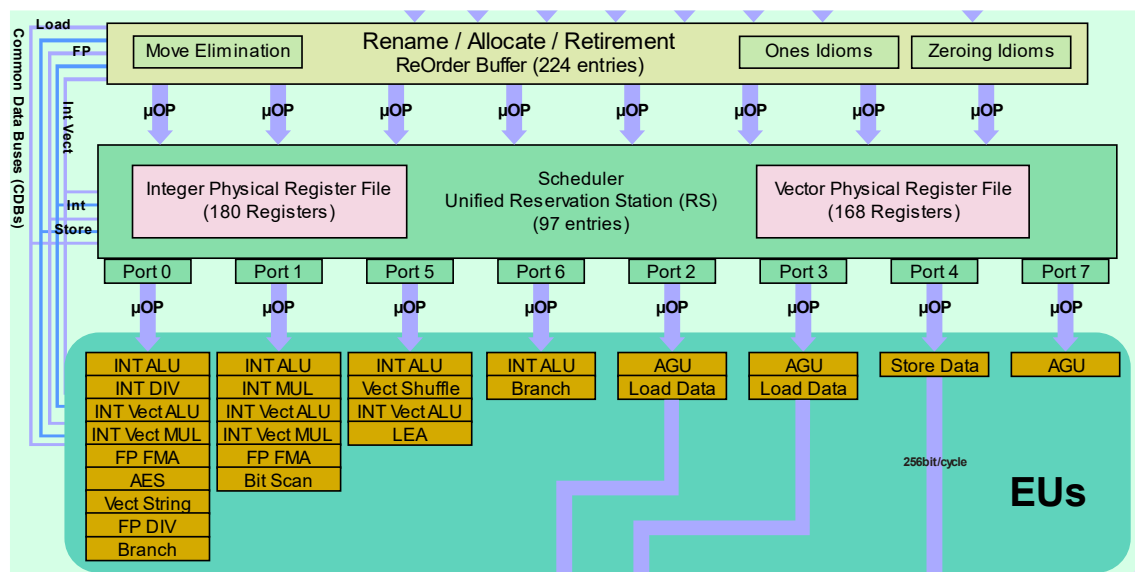 Load
FP
Common Data Buses (CDBs)
Int Vect
Int
Store
Rename / Allocate / Retirement
ReOrder Buffer (224 entries)
Move Elimination
Ones Idioms
Zeroing Idioms
µOP µOP µOP µOP µOP µOP µOP µOP
Integer Physical Register File
(180 Registers)
Scheduler
Unified Reservation Station (RS)
(97 entries)
Vector Physical Register File
(168 Registers)
Port 0 Port 1 Port 5 Port 6 Port 2 Port 3 Port 4 Port 7
µOP µOP µOP µOP µOP µOP µOP µOP
INT ALU
INT DIV
INT Vect ALU
INT Vect MUL
FP FMA
AES
Vect String
FP DIV
Branch
INT ALU
INT MUL
INT Vect ALU
INT Vect MUL
FP FMA
Bit Scan
INT ALU
Vect Shuffle
INT Vect ALU
LEA
INT ALU
Branch
AGU
Load Data
AGU
Load Data
Store Data
AGU
256bit/cycle
EUs